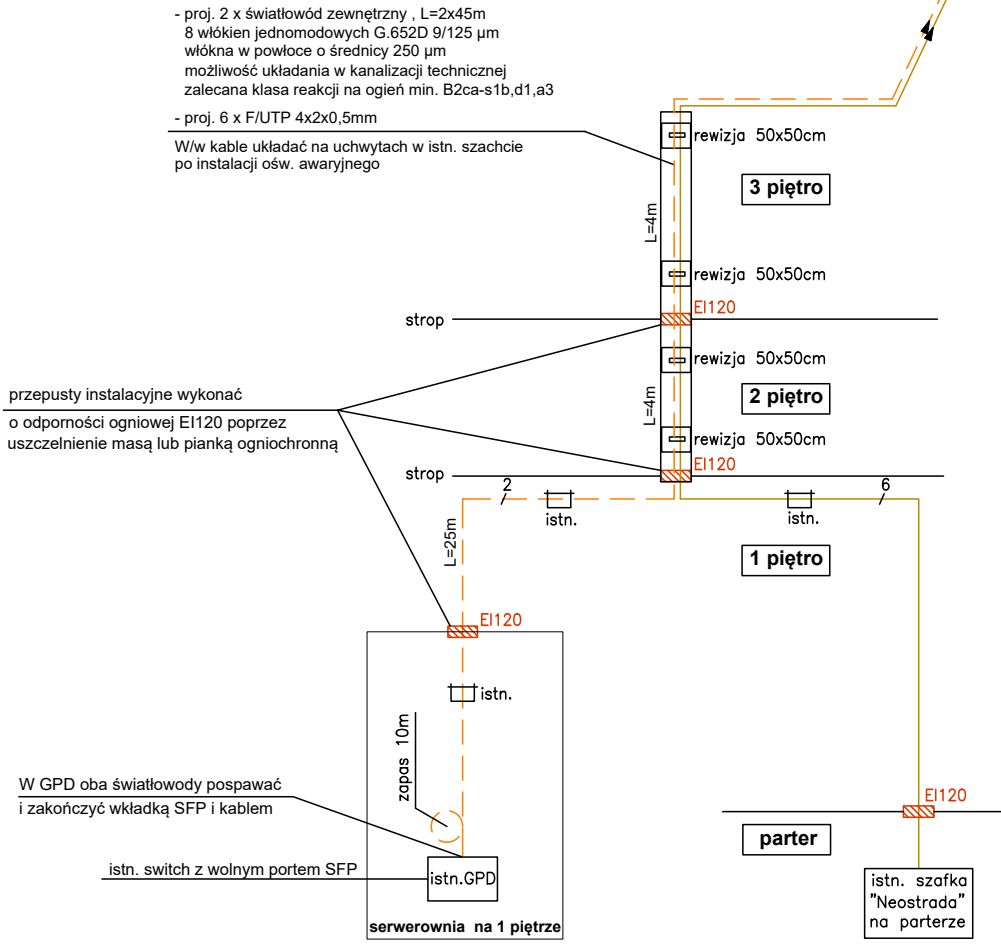 - proj. 2 x światłowód zewnętrzny , L=2x45m
8 włókien jednomodowych G.652D 9/125 µm
włókna w powłoce o średnicy 250 µm
możliwość układania w kanalizacji technicznej
zalecana klasa reakcji na ogień min. B2ca-s1b,d1,a3
- proj. 6 x F/UTP 4x2x0,5mm
W/w kable układać na uchwytach w istn. szachcie
po instalacji ośw. awaryjnego
rewizja 50x50cm
3 piętro
L=4m
rewizja 50x50cm
EI120
strop
rewizja 50x50cm
2 piętro
L=4m
rewizja 50x50cm
przepusty instalacyjne wykonać
o odporności ogniowej EI120 poprzez
uszczelnienie masą lub pianką ogniochronną
EI120
strop
2
6
istn.
istn.
L=25m
1 piętro
EI120
istn.
zapas 10m
W GPD oba światłowody pospawać
i zakończyć wkładką SFP i kablem
EI120
parter
istn. switch z wolnym portem SFP
istn.GPD
istn. szafka
"Neostrada"
na parterze
serwerownia na 1 piętrze